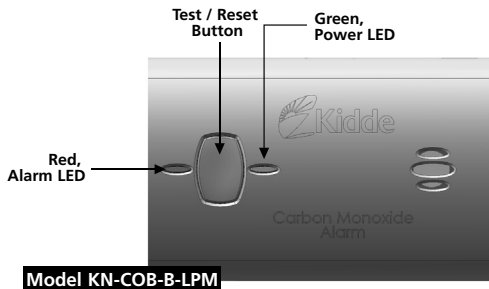 Test / Reset
Button
Green,
Power LED
Kidde
Red,
Alarm LED
Carbon Monoxide
Alarm
Model KN-COB-B-LPM